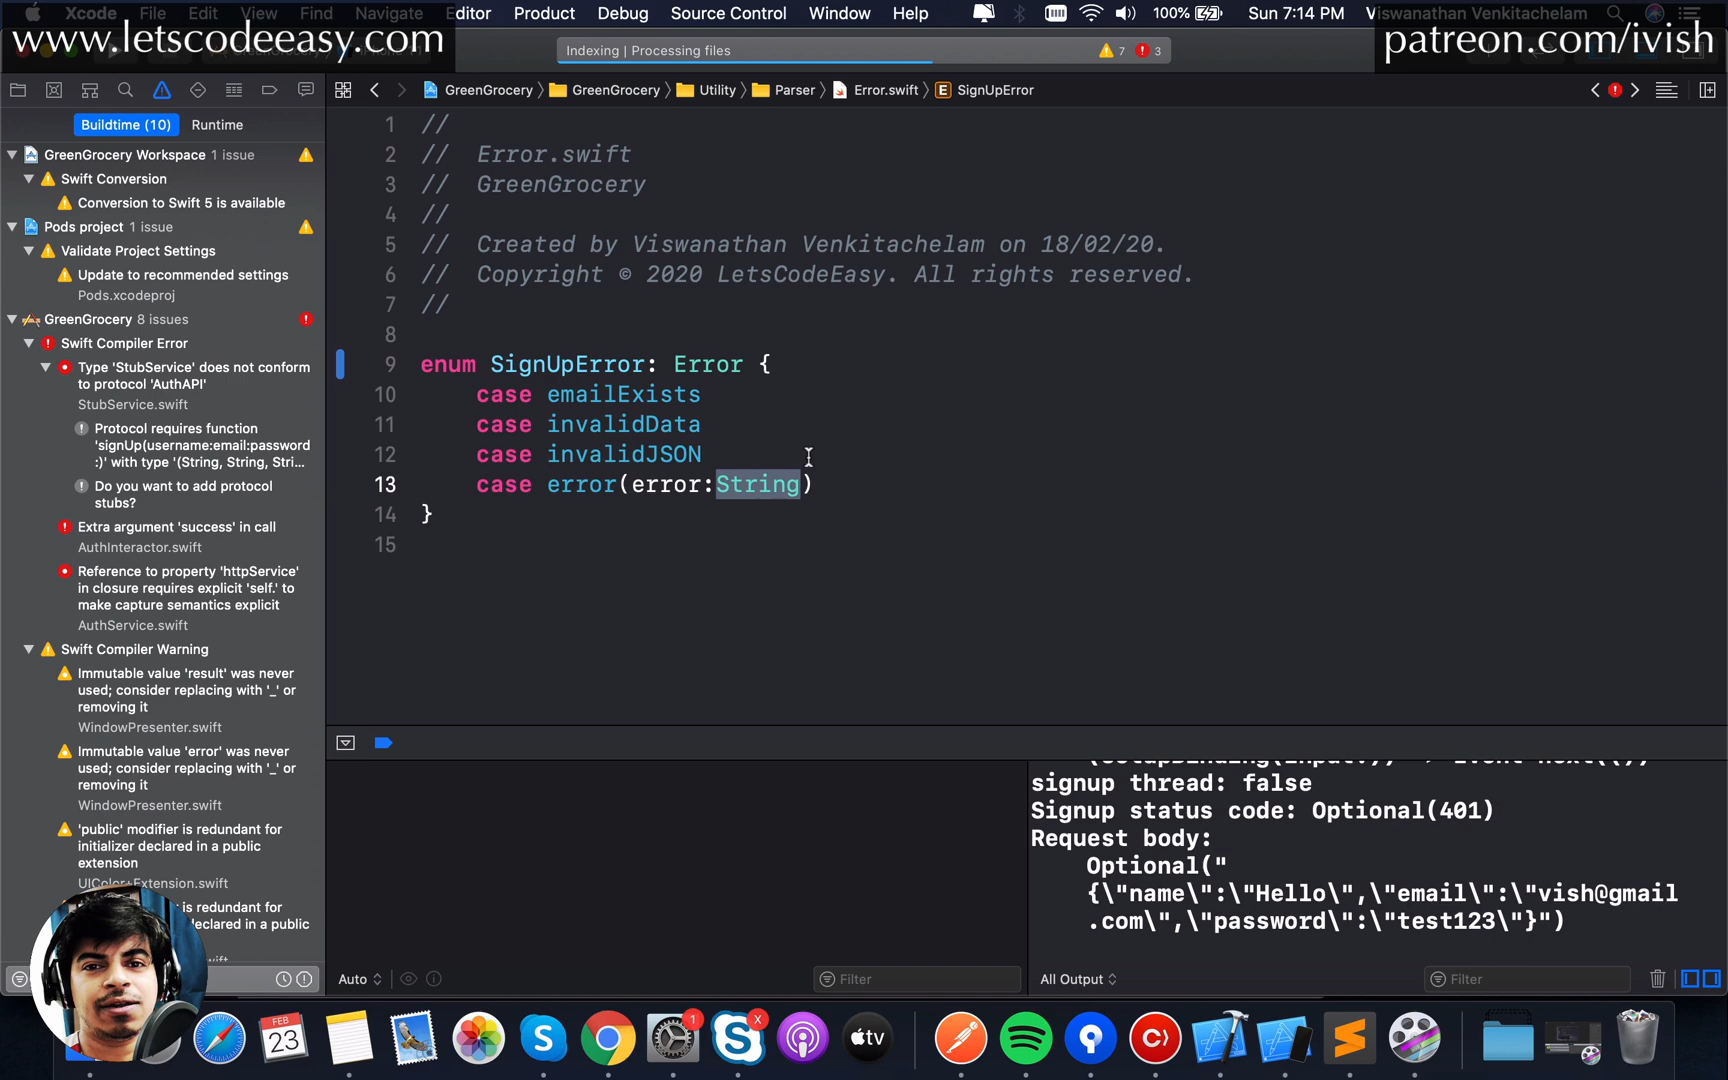 Xcode File Edit View Find Navigate Editor Product Debug Source Control Window Help 100% Sun 7:14 PM Viswanathan Venkitachelam
www.letscodeeasy.com
Indexing | Processing files 7 3
patreon.com/ivish
GreenGrocery GreenGrocery Utility Parser Error.swift E SignUpError
Buildtime (10) Runtime
GreenGrocery Workspace 1 issue
Swift Conversion
Conversion to Swift 5 is available
Pods project 1 issue
Validate Project Settings
Update to recommended settings
Pods.xcodeproj
GreenGrocery 8 issues
Swift Compiler Error
Type 'StubService' does not conform
to protocol 'AuthAPI'
StubService.swift
Protocol requires function
'signUp(username:email:password
:)' with type '(String, String, Stri...
Do you want to add protocol
stubs?
Extra argument 'success' in call
AuthInteractor.swift
Reference to property 'httpService'
in closure requires explicit 'self.' to
make capture semantics explicit
AuthService.swift
Swift Compiler Warning
Immutable value 'result' was never
used; consider replacing with '_' or
removing it
WindowPresenter.swift
Immutable value 'error' was never
used; consider replacing with '_' or
removing it
WindowPresenter.swift
'public' modifier is redundant for
initializer declared in a public
extension
UIColor+Extension.swift
is redundant for
declared in a public
1 //
2 // Error.swift
3 // GreenGrocery
4 //
5 // Created by Viswanathan Venkitachelam on 18/02/20.
6 // Copyright © 2020 LetsCodeEasy. All rights reserved.
7 //
8
9 enum SignUpError: Error {
10 case emailExists
11 case invalidData
12 case invalidJSON
13 case error(error:String)
14 }
15
signup thread: false
Signup status code: Optional(401)
Request body:
Optional("
{\"name\":\"Hello\",\"email\":\"vish@gmail
.com\",\"password\":\"test123\"}")
Auto Filter All Output Filter
FEB
23
1
X
tv